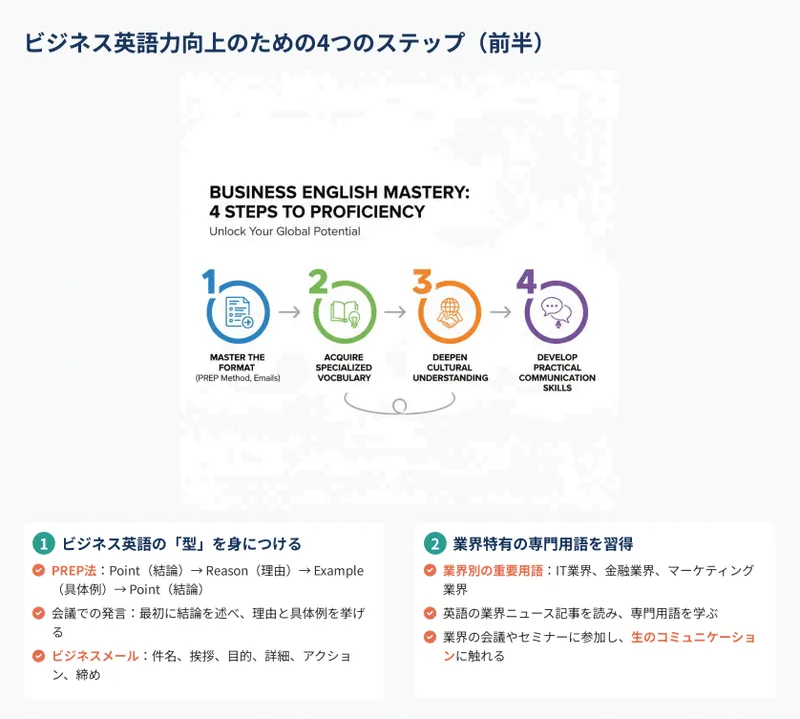 ビジネス英語力向上のための4つのステップ（前半）
BUSINESS ENGLISH MASTERY:
4 STEPS TO PROFICIENCY
Unlock Your Global Potential
1
MASTER THE
FORMAT
(PREP Method, Emails)
2
ACQUIRE
SPECIALIZED
VOCBULARY
3
DEEPEN
CULTURAL
UNDERSTANDING
4
DEVELOP
PRACTICAL
COMMUNICATION
SKILLS
1 ビジネス英語の「型」を身につける
PREP法：Point（結論）→ Reason（理由）→ Example
（具体例）→ Point（結論）
会議での発言：最初に結論を述べ、理由と具体例を挙げ
る
ビジネスメール：件名、挨拶、目的、詳細、アクショ
ン、締め
2 業界特有の専門用語を習得
業界別の重要用語：IT業界、金融業界、マーケティング
業界
英語の業界ニュース記事を読み、専門用語を学ぶ
業界の会議やセミナーに参加し、生のコミュニケーショ
ンに触れる